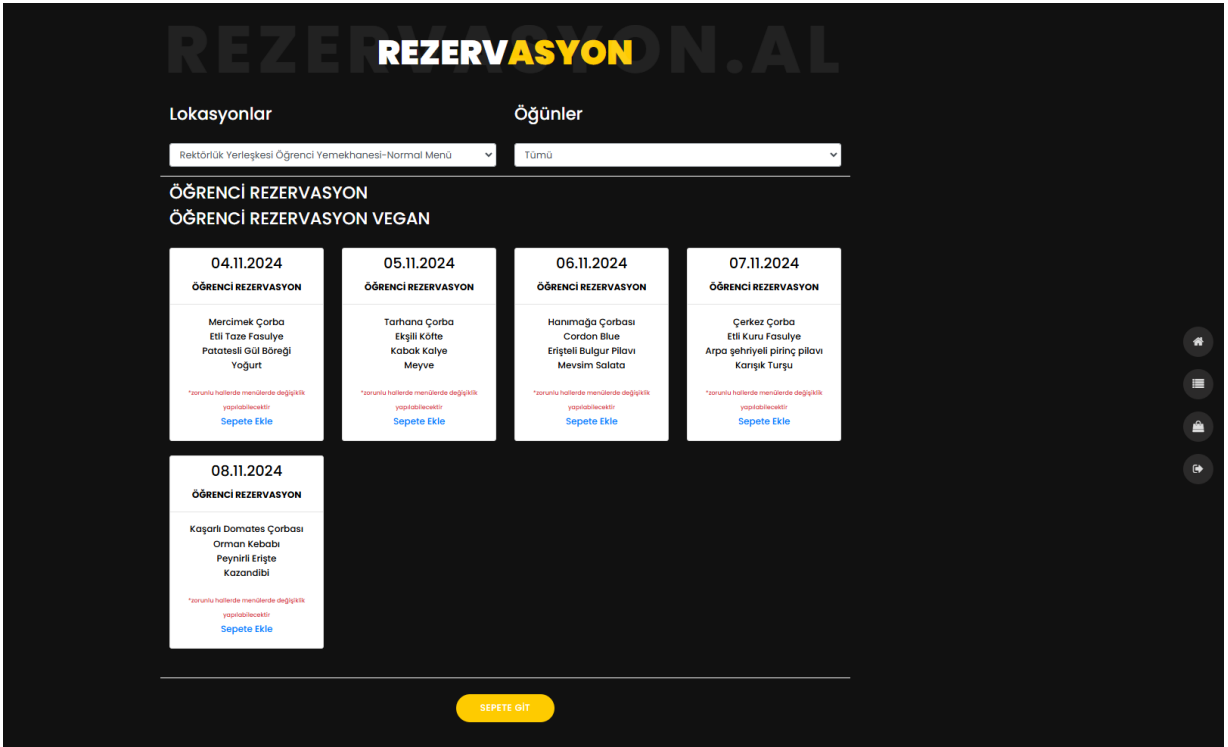 REZERVASYON.AL
REZERVASYON
Lokasyonlar
Öğünler
Rektörlük Yerleşkesi Öğrenci Yemekhanesi-Normal Menü
Tümü
ÖĞRENCİ REZERVASYON
ÖĞRENCİ REZERVASYON VEGAN
04.11.2024
ÖĞRENCİ REZERVASYON
Mercimek Çorba
Etli Taze Fasulye
Patatesli Gül Böreği
Yoğurt
*zorunlu hallerde menülerde değişiklik
yapılabilecektir
Sepete Ekle
05.11.2024
ÖĞRENCİ REZERVASYON
Tarhana Çorba
Ekşili Köfte
Kabak Kalye
Meyve
*zorunlu hallerde menülerde değişiklik
yapılabilecektir
Sepete Ekle
06.11.2024
ÖĞRENCİ REZERVASYON
Hanımağa Çorbası
Cordon Blue
Erişteli Bulgur Pilavı
Mevsim Salata
*zorunlu hallerde menülerde değişiklik
yapılabilecektir
Sepete Ekle
07.11.2024
ÖĞRENCİ REZERVASYON
Çerkez Çorba
Etli Kuru Fasulye
Arpa şehriyeli pirinç pilavı
Karışık Turşu
*zorunlu hallerde menülerde değişiklik
yapılabilecektir
Sepete Ekle
08.11.2024
ÖĞRENCİ REZERVASYON
Kaşarlı Domates Çorbası
Orman Kebabı
Peynirli Erişte
Kazandibi
*zorunlu hallerde menülerde değişiklik
yapılabilecektir
Sepete Ekle
SEPETE GİT